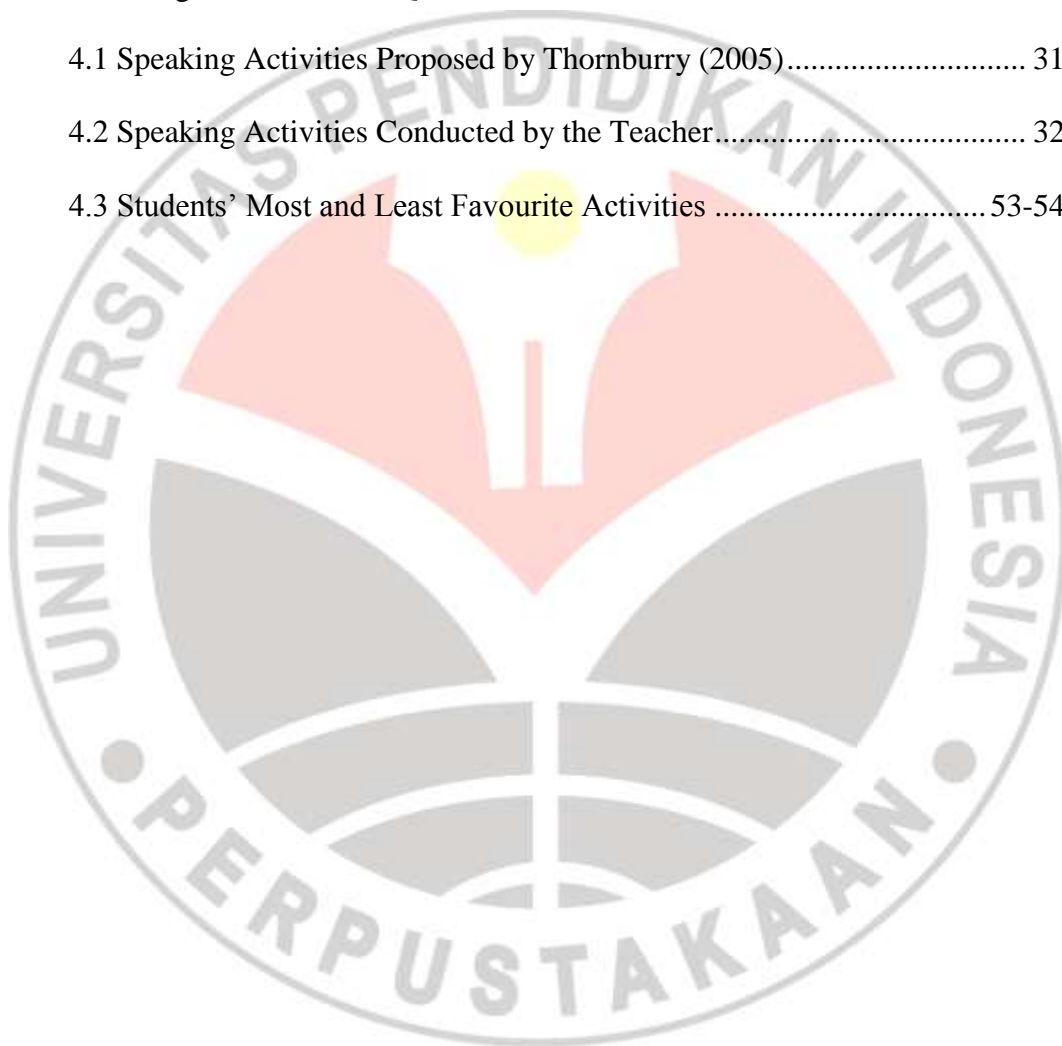 4.1 Speaking Activities Proposed by Thornburry (2005)............................ 31
4.2 Speaking Activities Conducted by the Teacher.................................... 32
4.3 Students’ Most and Least Favourite Activities ............................... 53-54
UNIVERSITAS PENDIDIKAN INDONESIA
PERPUSTAKAAN